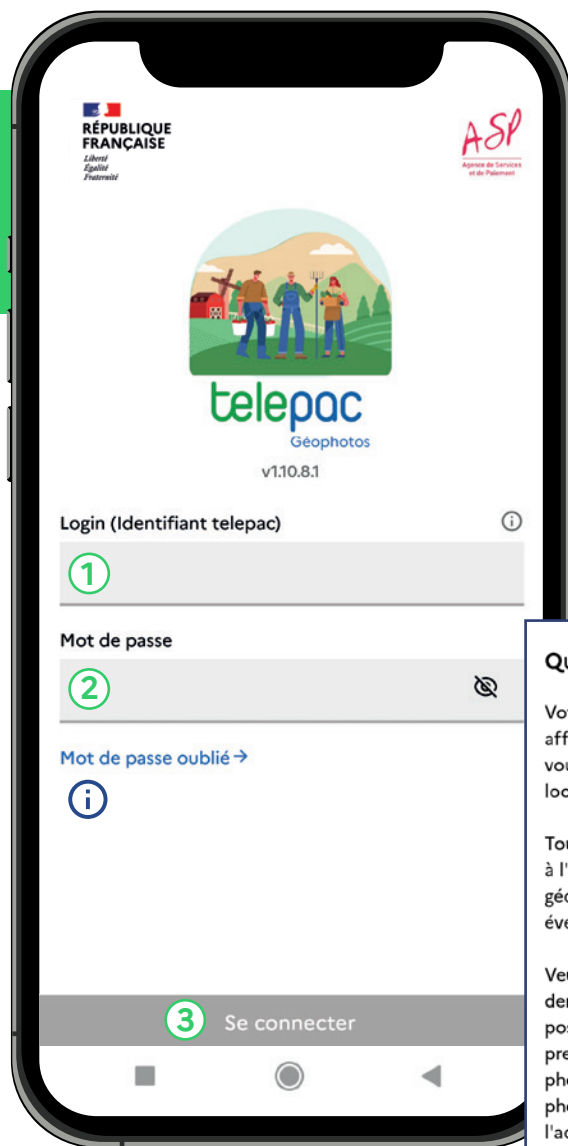 RÉPUBLIQUE
FRANÇAISE
Liberté
Égalité
Fraternité
ASP
Agence de Services
et de Paiement
telepac
Géophotos
v1.10.8.1
Login (Identifiant telepac)
1
Mot de passe
2
Mot de passe oublié →
3 Se connecter